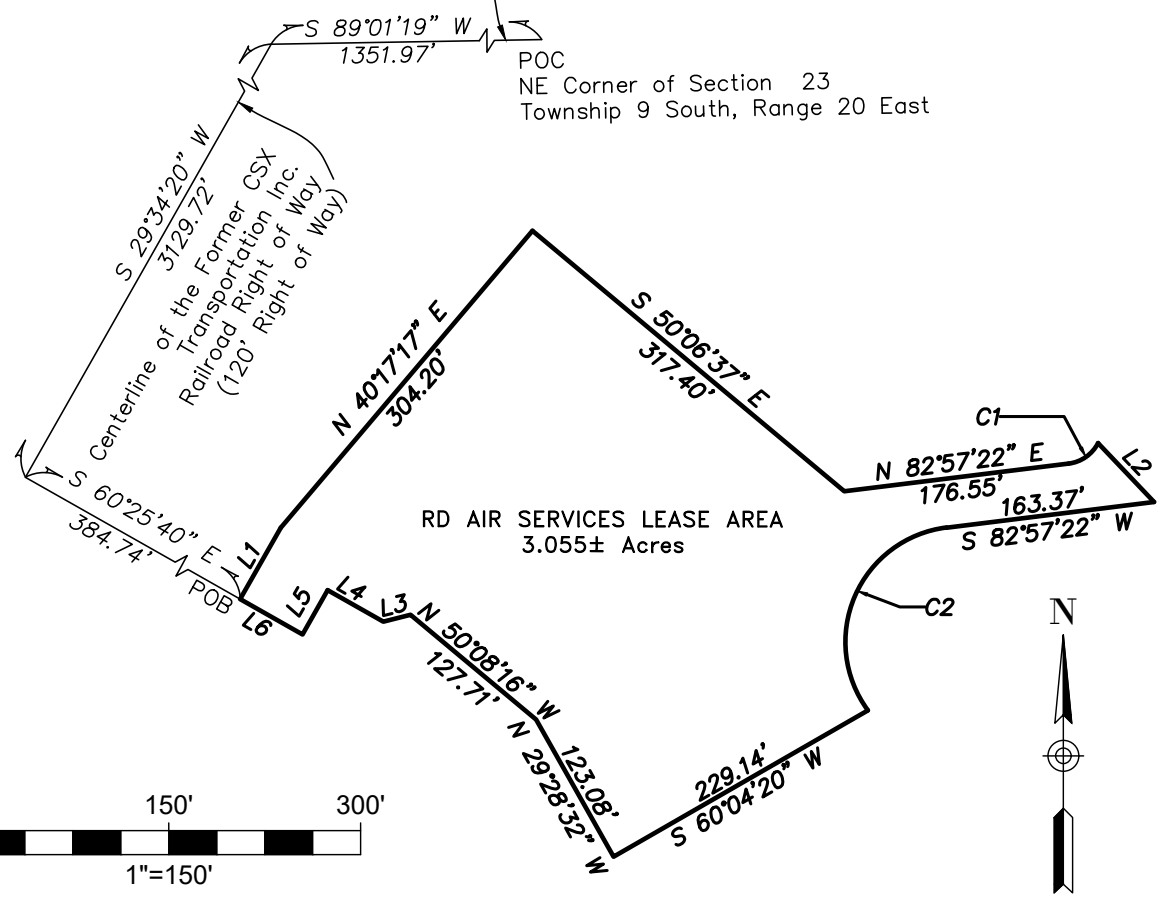 S 89°01'19" W
1351.97'
POC
NE Corner of Section 23
Township 9 South, Range 20 East
S 29°34'20" W
3129.72'
Centerline of the Former CSX
Transportation Inc.
Railroad Right of Way
(120' Right of Way)
S 60°25'40" E
384.74'
POB
L1
N 40°17'17" E
304.20'
S 50°06'37" E
317.40'
N 82°57'22" E
176.55'
C1
L2
163.37'
S 82°57'22" W
C2
RD AIR SERVICES LEASE AREA
3.055± Acres
L6
L5
L4
L3
N 50°08'16" W
127.71'
123.08'
N 29°28'32" W
229.14'
S 60°04'20" W
N
150'
300'
1"=150'